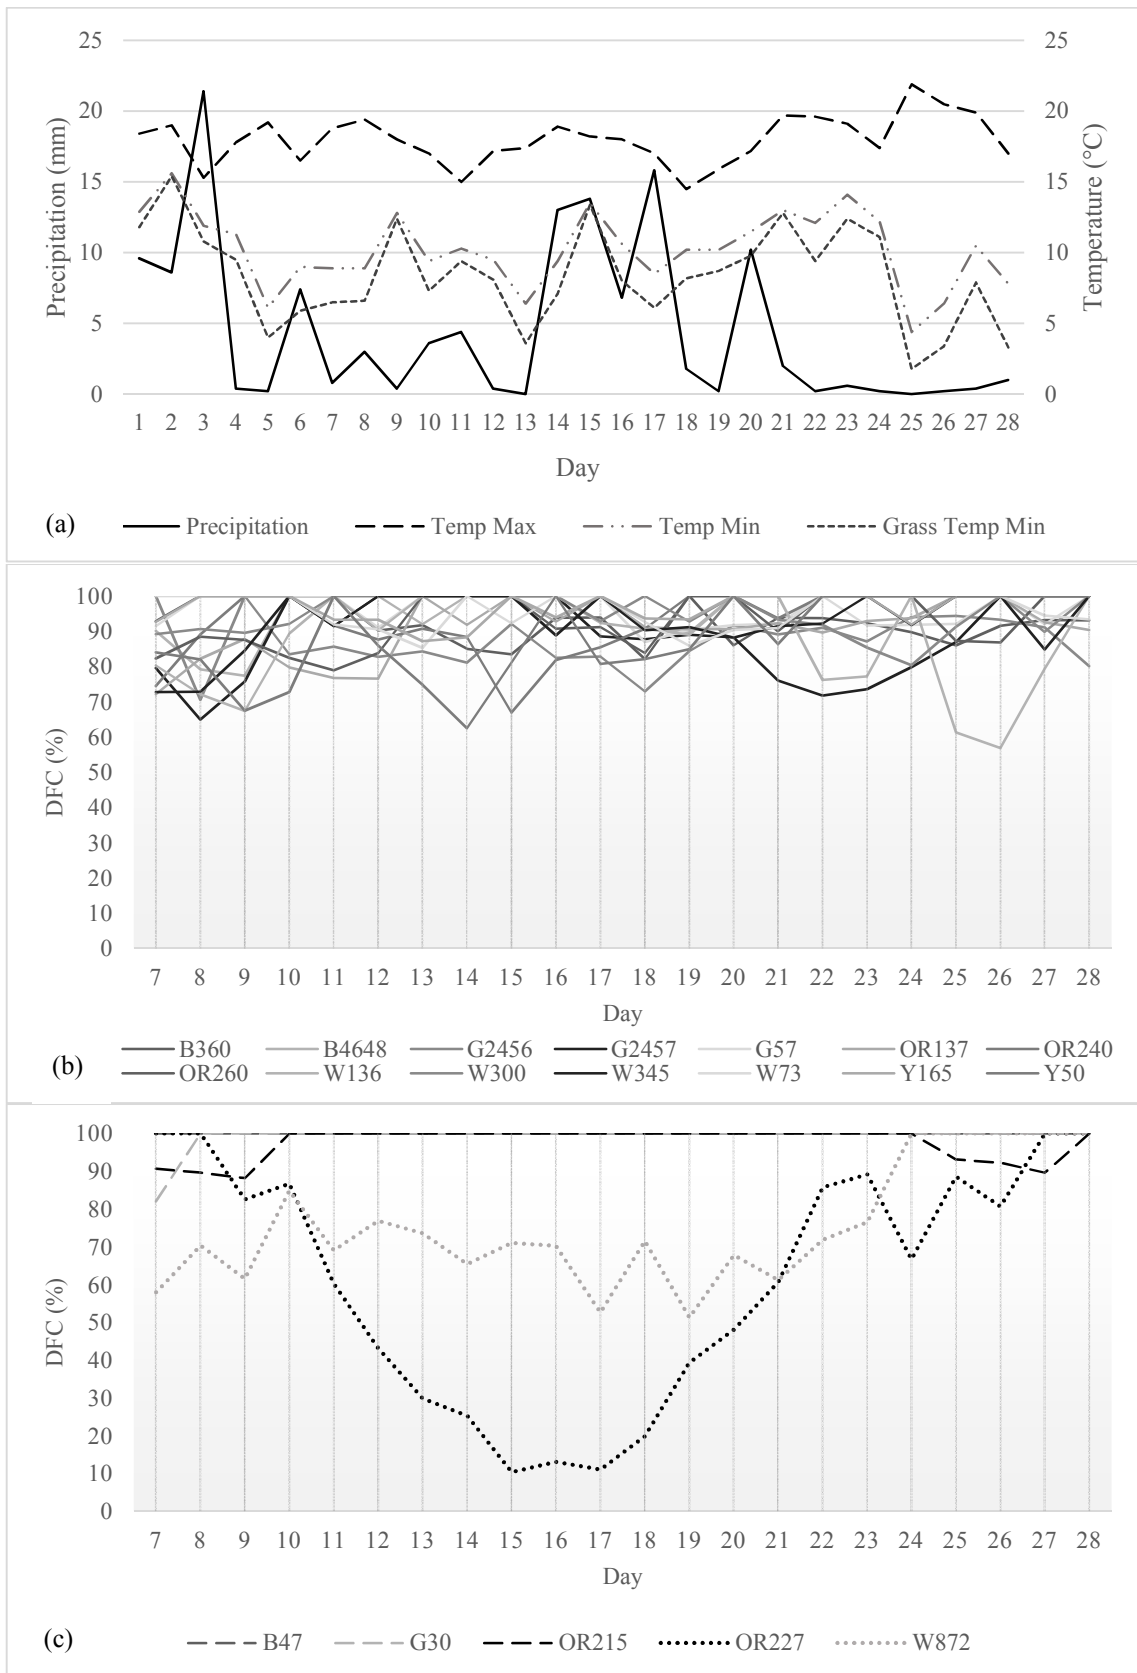 25 25
20 20
15 15
10 10
5 5
0 0
Precipitation (mm)
Temperature (°C)
1 2 3 4 5 6 7 8 9 10 11 12 13 14 15 16 17 18 19 20 21 22 23 24 25 26 27 28
Day
(a) Precipitation Temp Max Temp Min Grass Temp Min
100
90
80
70
60
50
40
30
20
10
0
DFC (%)
7 8 9 10 11 12 13 14 15 16 17 18 19 20 21 22 23 24 25 26 27 28
Day
(b) B360 B4648 G2456 G2457 G57 OR137 OR240
OR260 W136 W300 W345 W73 Y165 Y50
100
90
80
70
60
50
40
30
20
10
0
DFC (%)
7 8 9 10 11 12 13 14 15 16 17 18 19 20 21 22 23 24 25 26 27 28
Day
(c) B47 G30 OR215 OR227 W872